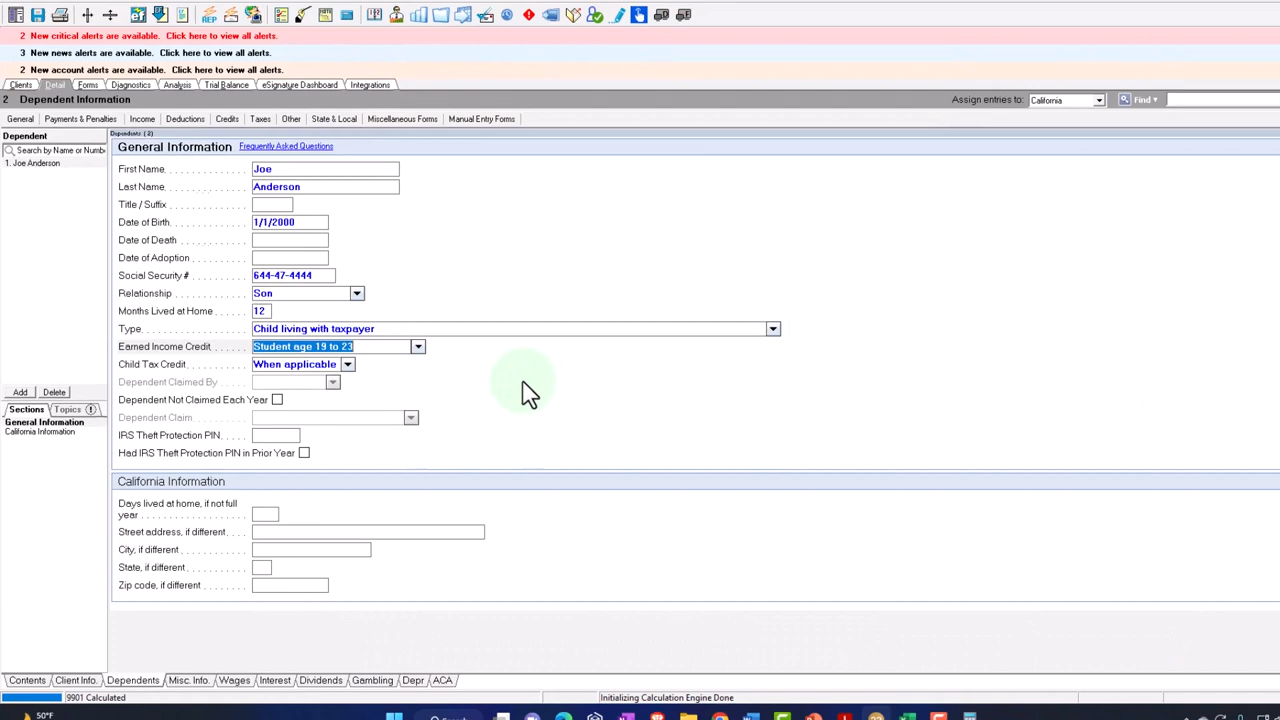 2 New critical alerts are available. Click here to view all alerts.
3 New news alerts are available. Click here to view all alerts.
2 New account alerts are available. Click here to view all alerts.
Clients Detail Forms Diagnostics Analysis Trial Balance eSignature Dashboard Integrations
2 Dependent Information Assign entries to: California Find
General Payments & Penalties Income Deductions Credits Taxes Other State & Local Miscellaneous Forms Manual Entry Forms
Dependent
Search by Name or Numb
1. Joe Anderson
Add Delete
Sections Topics
General Information
California Information
Dependents (2)
General Information Frequently Asked Questions
First Name Joe
Last Name Anderson
Title / Suffix
Date of Birth 1/1/2000
Date of Death
Date of Adoption
Social Security # 644-47-4444
Relationship Son
Months Lived at Home 12
Type Child living with taxpayer
Earned Income Credit Student age 19 to 23
Child Tax Credit When applicable
Dependent Claimed By
Dependent Not Claimed Each Year
Dependent Claim
IRS Theft Protection PIN
Had IRS Theft Protection PIN in Prior Year
California Information
Days lived at home, if not full
year
Street address, if different
City, if different
State, if different
Zip code, if different
Contents Client Info. Dependents Misc. Info. Wages Interest Dividends Gambling Depr ACA
9901 Calculated Initializing Calculation Engine Done
50°F